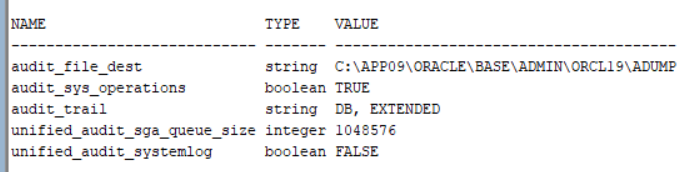 NAME TYPE VALUE
--------------------------- ------- ----------------------------------------
audit_file_dest string C:\APP09\ORACLE\BASE\ADMIN\ORCL19\ADUMP
audit_sys_operations boolean TRUE
audit_trail string DB, EXTENDED
unified_audit_sga_queue_size integer 1048576
unified_audit_systemlog boolean FALSE